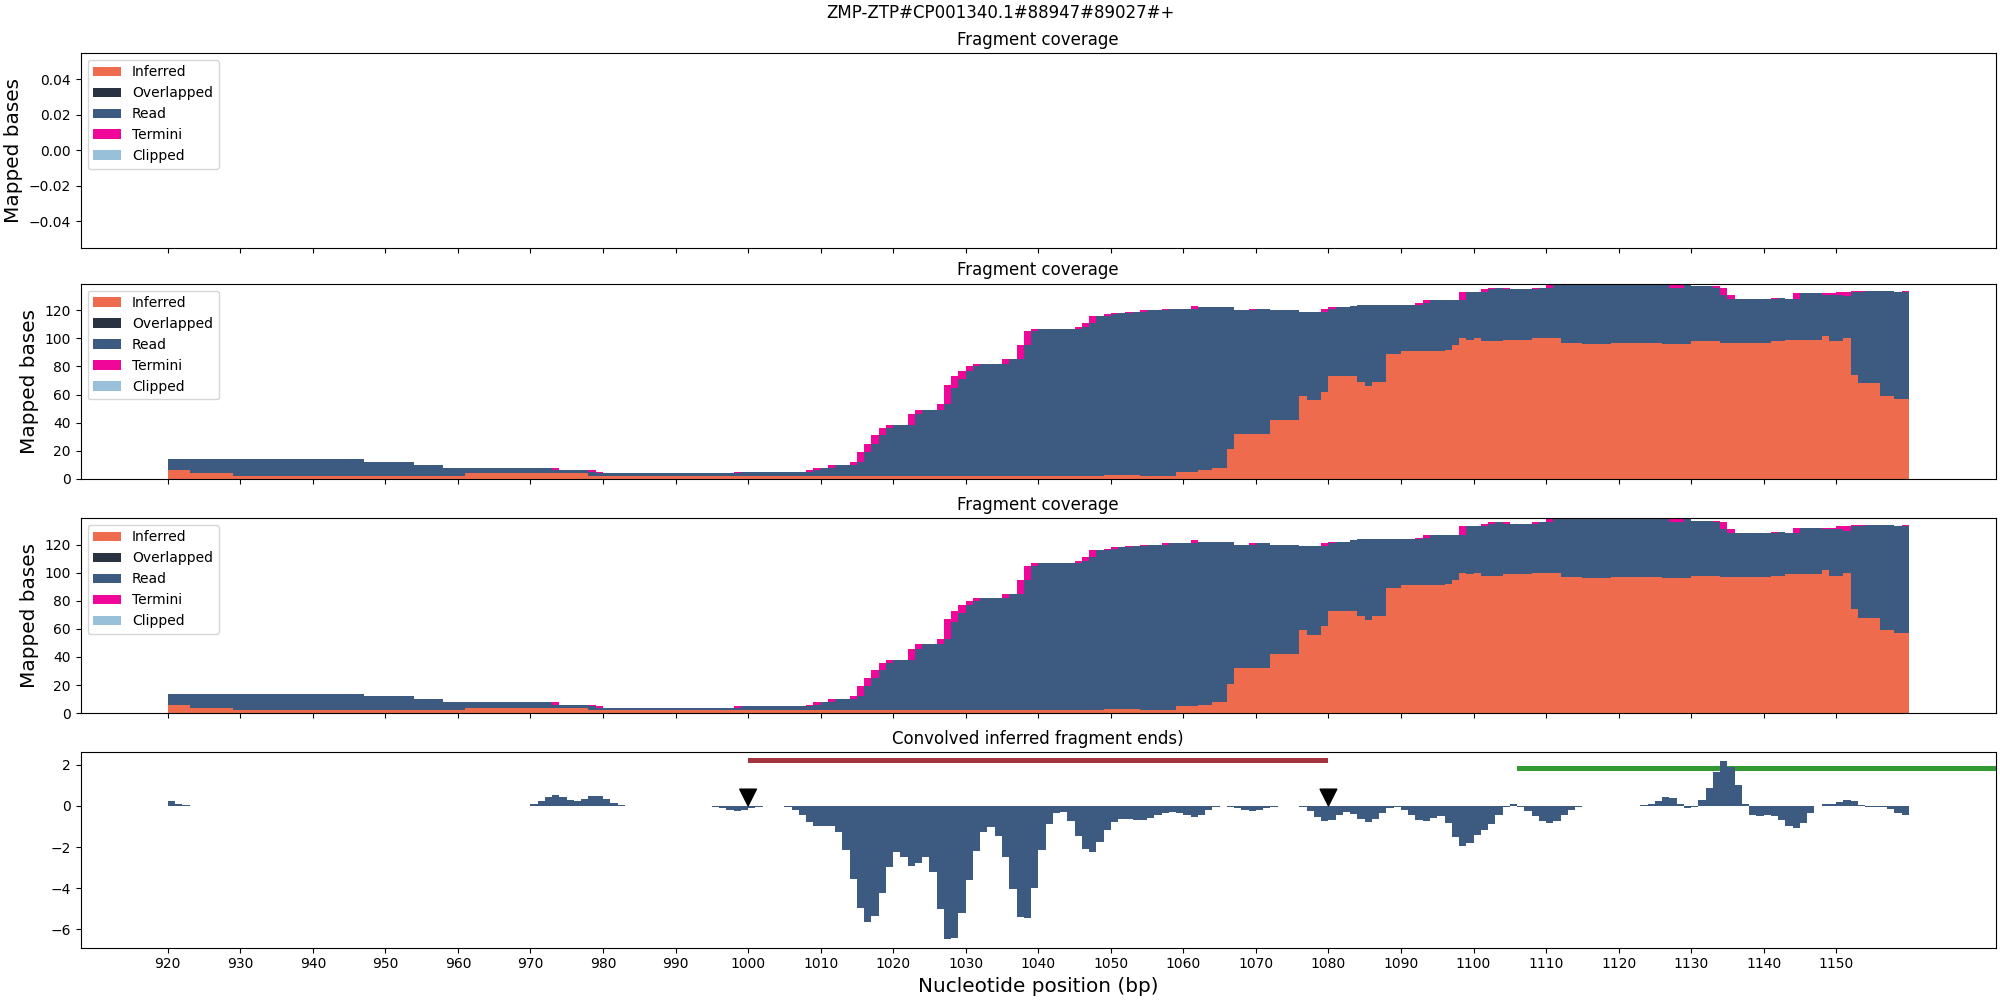 ZMP-ZTP#CP001340.1#88947#89027#+
Fragment coverage
Mapped bases
0.04
0.02
0.00
−0.02
−0.04
Inferred
Overlapped
Read
Termini
Clipped
Fragment coverage
Mapped bases
120
100
80
60
40
20
0
Inferred
Overlapped
Read
Termini
Clipped
Fragment coverage
Mapped bases
120
100
80
60
40
20
0
Inferred
Overlapped
Read
Termini
Clipped
Convolved inferred fragment ends)
2
0
−2
−4
−6
920 930 940 950 960 970 980 990 1000 1010 1020 1030 1040 1050 1060 1070 1080 1090 1100 1110 1120 1130 1140 1150
Nucleotide position (bp)